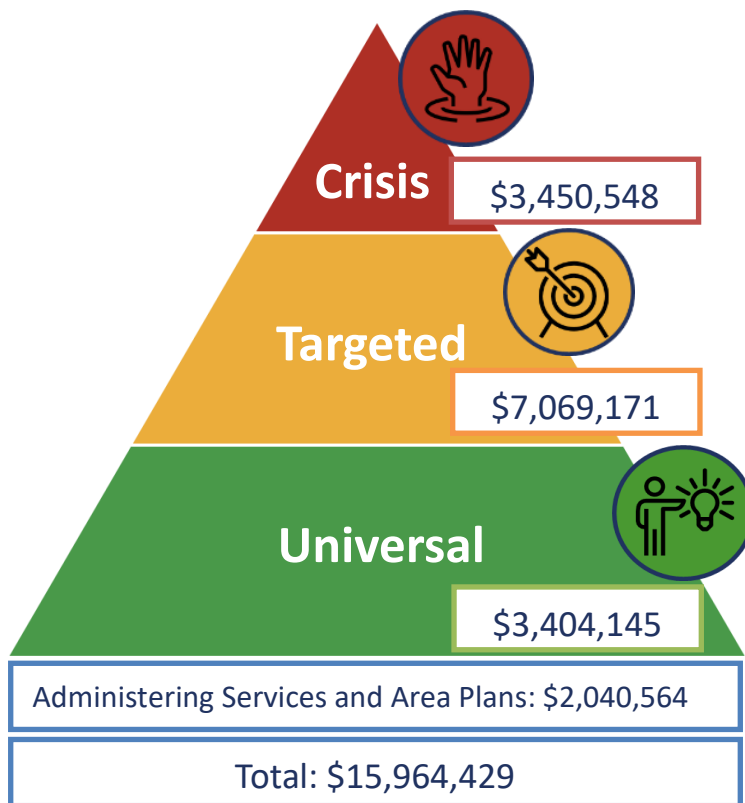 Crisis
$3,450,548
Targeted
$7,069,171
Universal
$3,404,145
Administering Services and Area Plans: $2,040,564
Total: $15,964,429